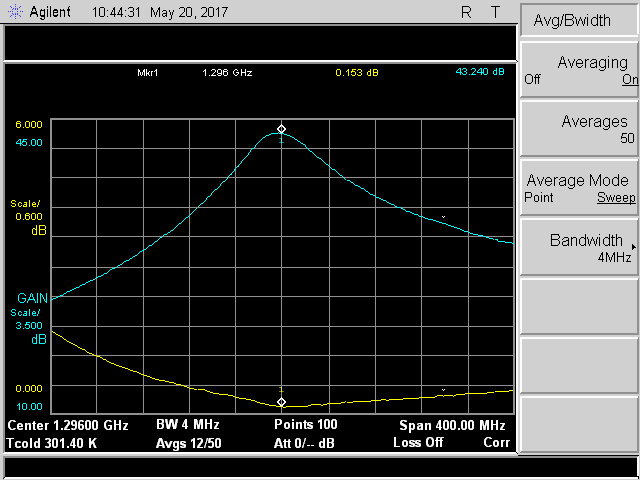 Agilent 10:44:31 May 20, 2017 R T
Mkr1 1.296 GHz 0.153 dB 43.240 dB
6.000
45.00
Scale/
0.600
dB
GAIN
Scale/
3.500
dB
0.000
10.00
1
1
Center 1.29600 GHz BW 4 MHz Points 100 Span 400.00 MHz
Tcold 301.40 K Avgs 12/50 Att 0/-- dB Loss Off Corr
Avg/Bwidth
Averaging
Off On
Averages
50
Average Mode
Point Sweep
Bandwidth
4MHz